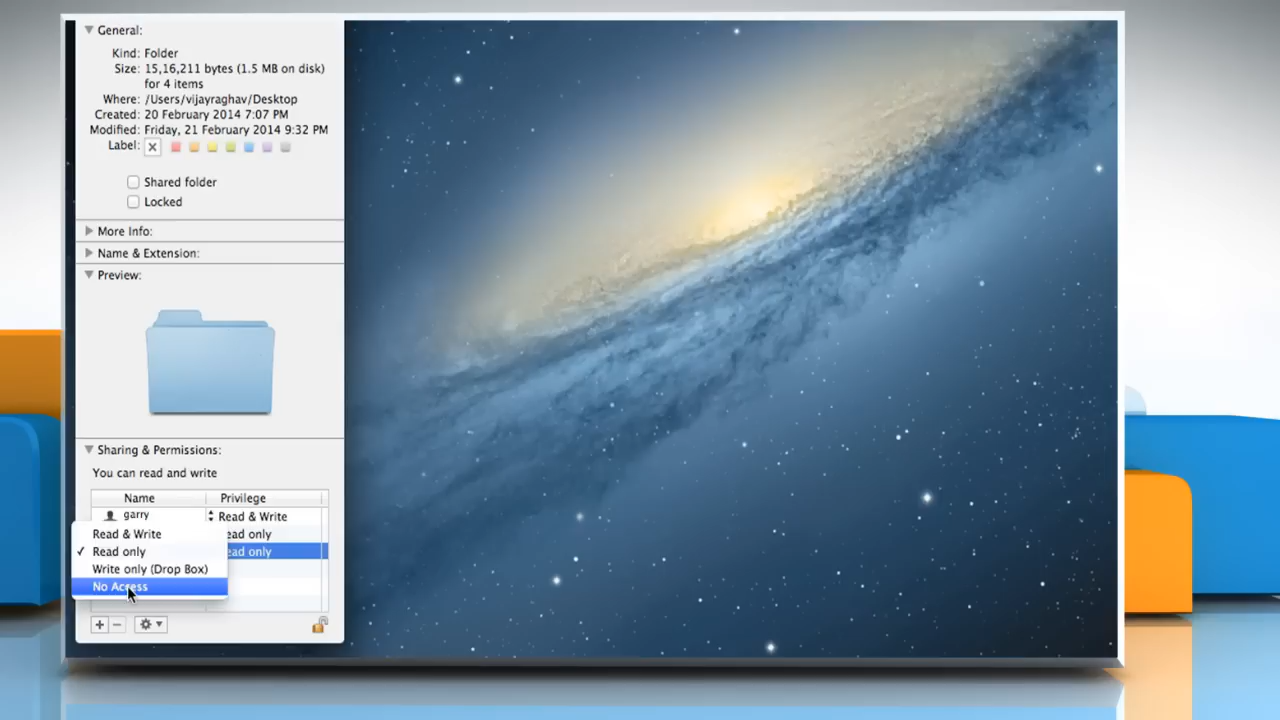 General:
Kind: Folder
Size: 15,16,211 bytes (1.5 MB on disk)
for 4 items
Where: /Users/vijayraghav/Desktop
Created: 20 February 2014 7:07 PM
Modified: Friday, 21 February 2014 9:32 PM
Label:
Shared folder
Locked
More Info:
Name & Extension:
Preview:
Sharing & Permissions:
You can read and write
Name Privilege
garry Read & Write
Read & Write only
Read only only
Write only (Drop Box)
No Access